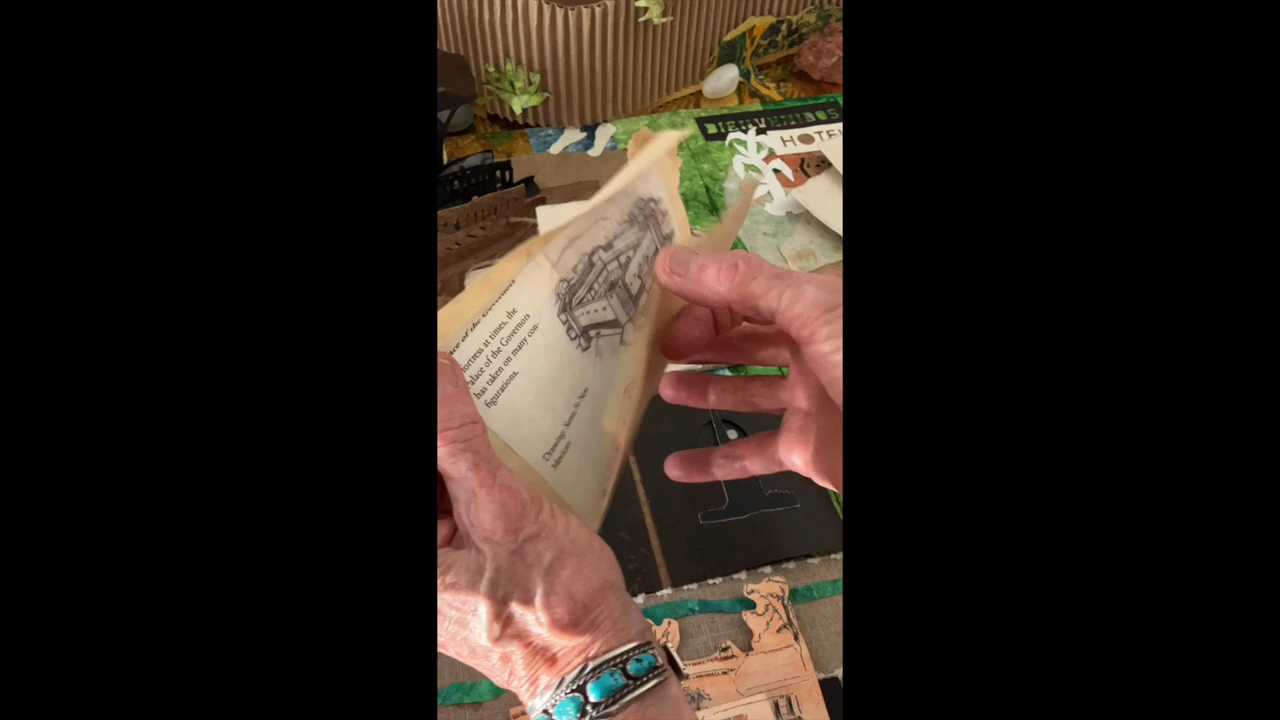 BIENVENIDOS
HOTE
ace of the Governors
fortress at times, the
Palace of the Governors
has taken on many con-
figurations.
Drawing: